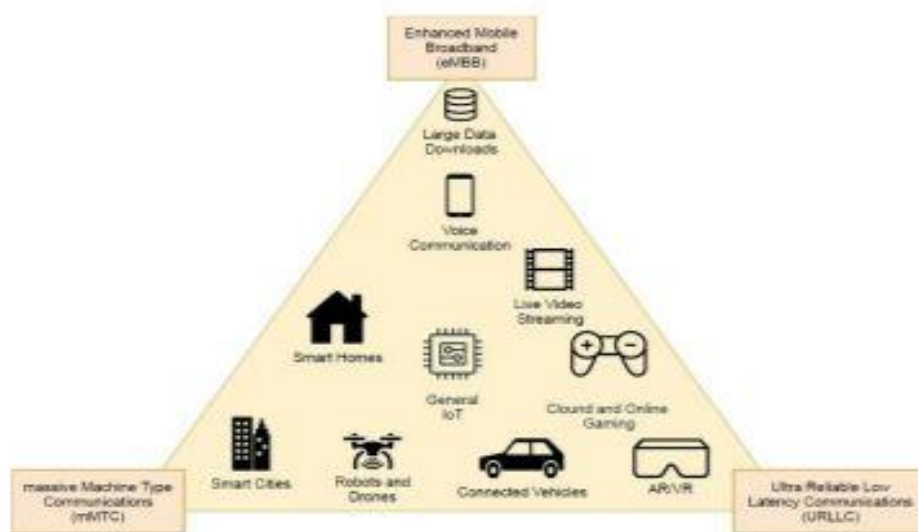 Enhanced Mobile
Broadband
(eMBB)
Large Data
Downloads
Voice
Communication
Live Video
Streaming
Smart Homes
General
IoT
Clound and Online
Gaming
Smart Cities
Robots and
Drones
Connected Vehicles
AR/VR
massive Machine Type
Communications
(mMTC)
Ultra Reliable Low
Latency Communications
(URLLC)